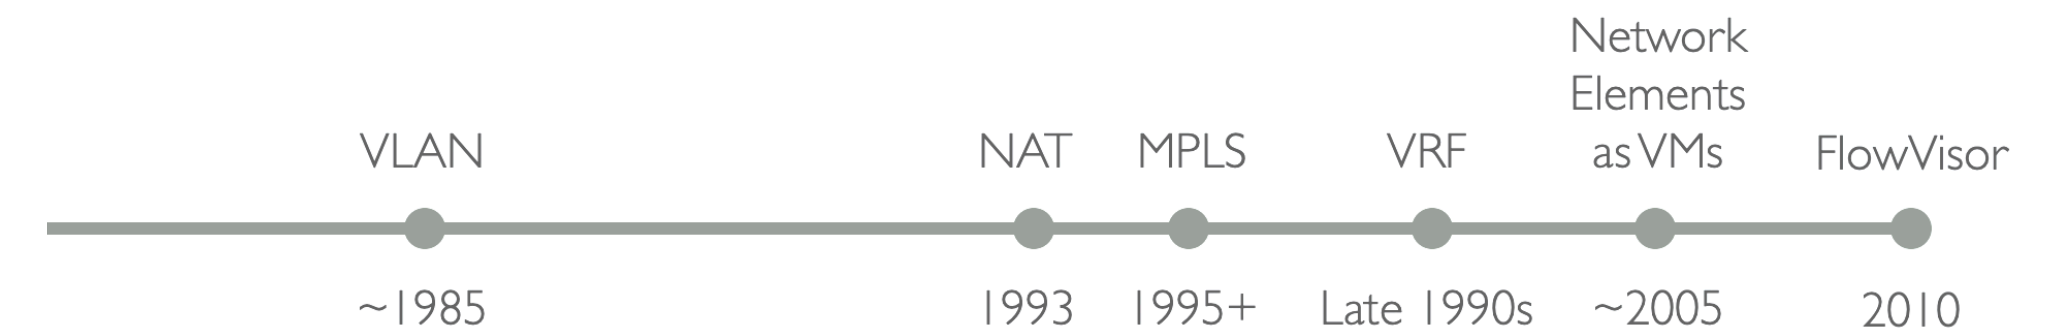 VLAN
~1985
NAT
1993
MPLS
1995+
VRF
Late 1990s
Network
Elements
as VMs
~2005
FlowVisor
2010